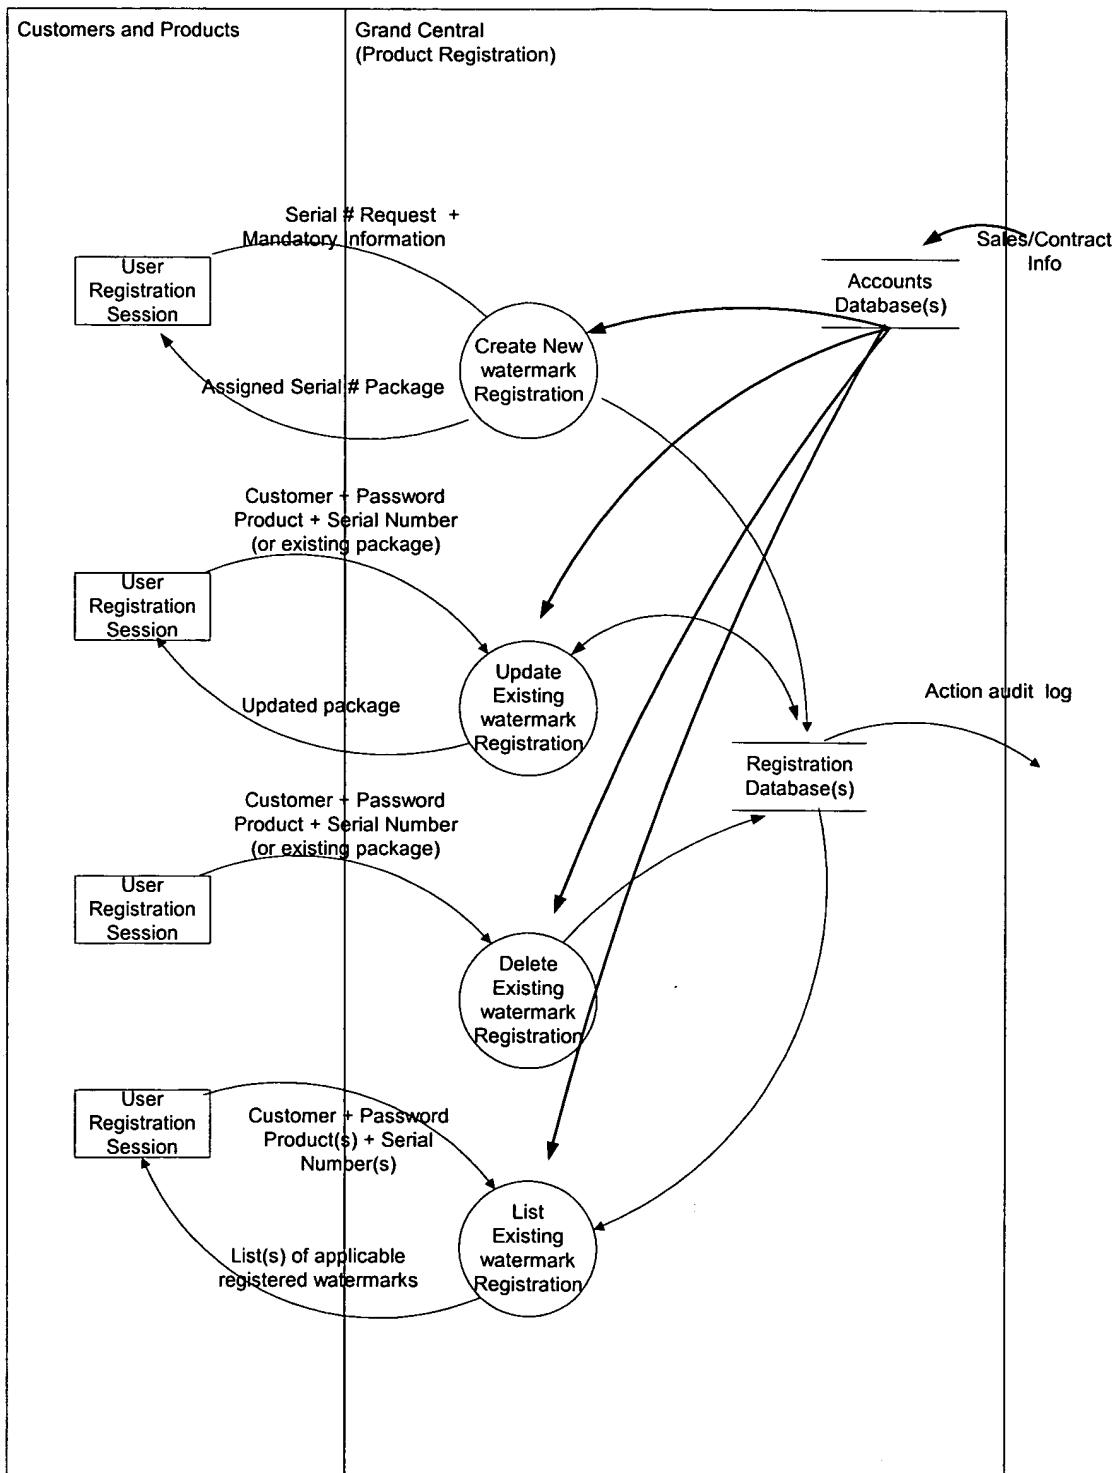 Customers and Products
Grand Central
(Product Registration)
Serial # Request +
Mandatory Information
Sales/Contract
Info
User
Registration
Session
Accounts
Database(s)
Create New
watermark
Registration
Assigned Serial # Package
Customer + Password
Product + Serial Number
(or existing package)
User
Registration
Session
Update
Existing
watermark
Registration
Updated package
Action audit log
Registration
Database(s)
Customer + Password
Product + Serial Number
(or existing package)
User
Registration
Session
Delete
Existing
watermark
Registration
User
Registration
Session
Customer + Password
Product(s) + Serial
Number(s)
List
Existing
watermark
Registration
List(s) of applicable
registered watermarks